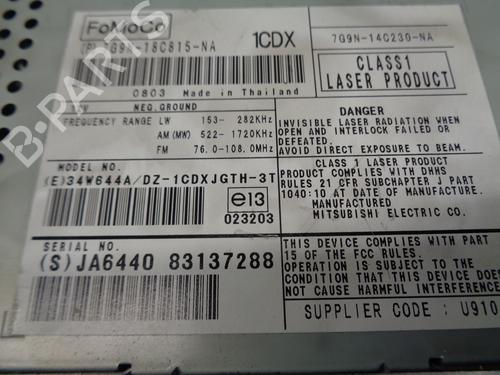 FoMoCo
1CDX
7G9N-14C230-NA
(P) 7G9N-18C815-NA
CLASS1
LASER PRODUCT
0803 Made in Thailand
NEG.GROUND
FREQUENCY RANGE LW 153- 282KHz
AM(MW) 522-1720KHz
FM 76.0-108.0MHz
DANGER
INVISIBLE LASER RADIATION WHEN
OPEN AND INTERLOCK FAILED OR
DEFEATED.
AVOID DIRECT EXPOSURE TO BEAM.
MODEL NO.
(E)34W644A/DZ-1CDXJGTH-3T
e13
023203
CLASS 1 LASER PRODUCT
PRODUCT COMPLIES WITH DHHS
RULES 21 CFR SUBCHAPTER J PART
1040:10 AT DATE OF MANUFACTURE.
MANUFACTURED
MITSUBISHI ELECTRIC CO.
SERIAL NO.
(S)JA6440 83137288
THIS DEVICE COMPLIES WITH PART
15 OF THE FCC RULES.
OPERATION IS SUBJECT TO
CONDITION THAT THIS DEVICE DOES
NOT CAUSE HARMFUL INTERFERENCE
SUPPLIER CODE : U910
B-PARTS